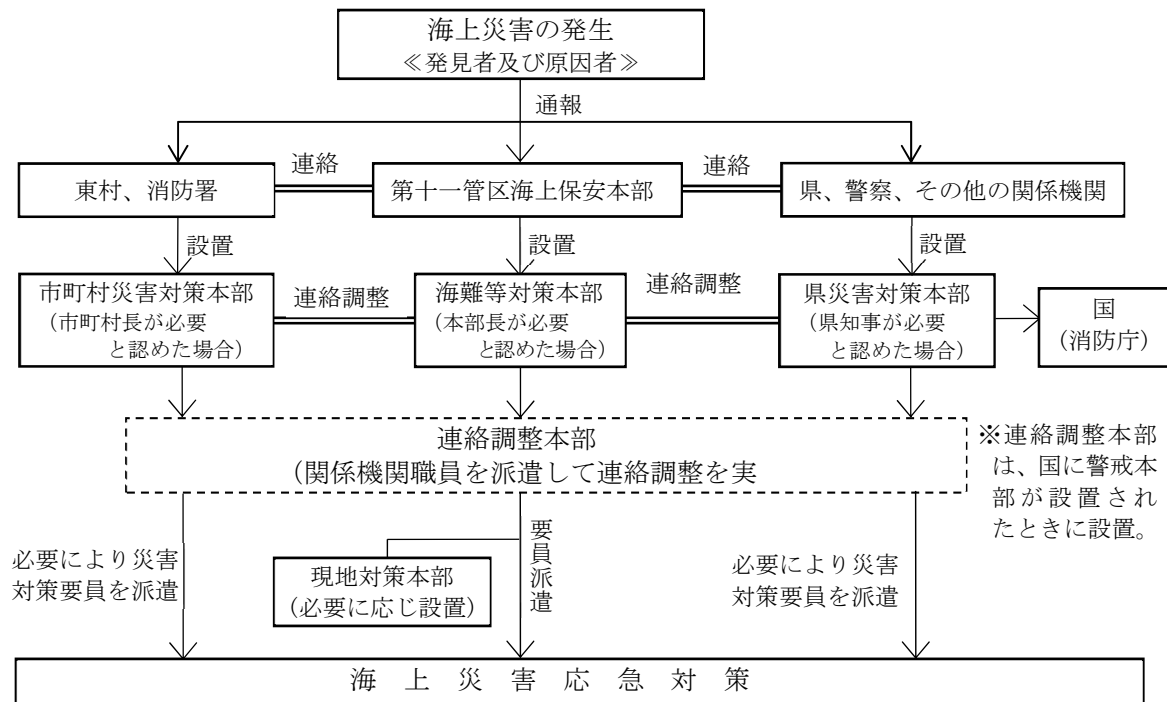 海上災害の発生
≪発見者及び原因者≫
通報
東村、消防署
連絡
第十一管区海上保安本部
連絡
県、警察、その他の関係機関
設置
設置
設置
市町村災害対策本部
(市町村長が必要
と認めた場合)
連絡調整
海難等対策本部
(本部長が必要
と認めた場合)
連絡調整
県災害対策本部
(県知事が必要
と認めた場合)
国
(消防庁)
連絡調整本部
(関係機関職員を派遣して連絡調整を実
※連絡調整本部
は、国に警戒本
部が設置され
たときに設置。
必要により災害
対策要員を派遣
現地対策本部
(必要に応じ設置)
要員派遣
必要により災害
対策要員を派遣
海上災害応急対策